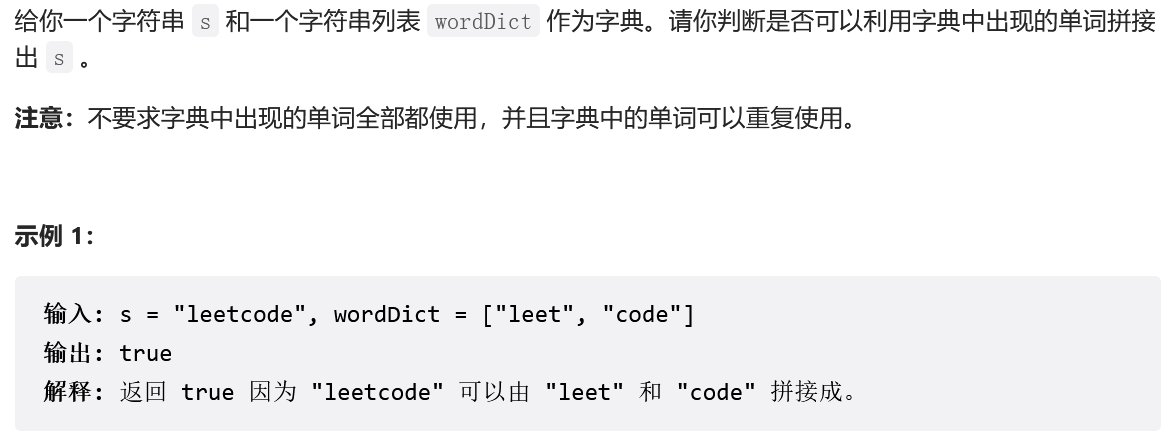 给你一个字符串 s 和一个字符串列表 wordDict 作为字典。请你判断是否可以利用字典中出现的单词拼接
出 s 。
注意：不要求字典中出现的单词全部都使用，并且字典中的单词可以重复使用。
示例 1：
输入: s = "leetcode", wordDict = ["leet", "code"]
输出: true
解释: 返回 true 因为 "leetcode" 可以由 "leet" 和 "code" 拼接成。